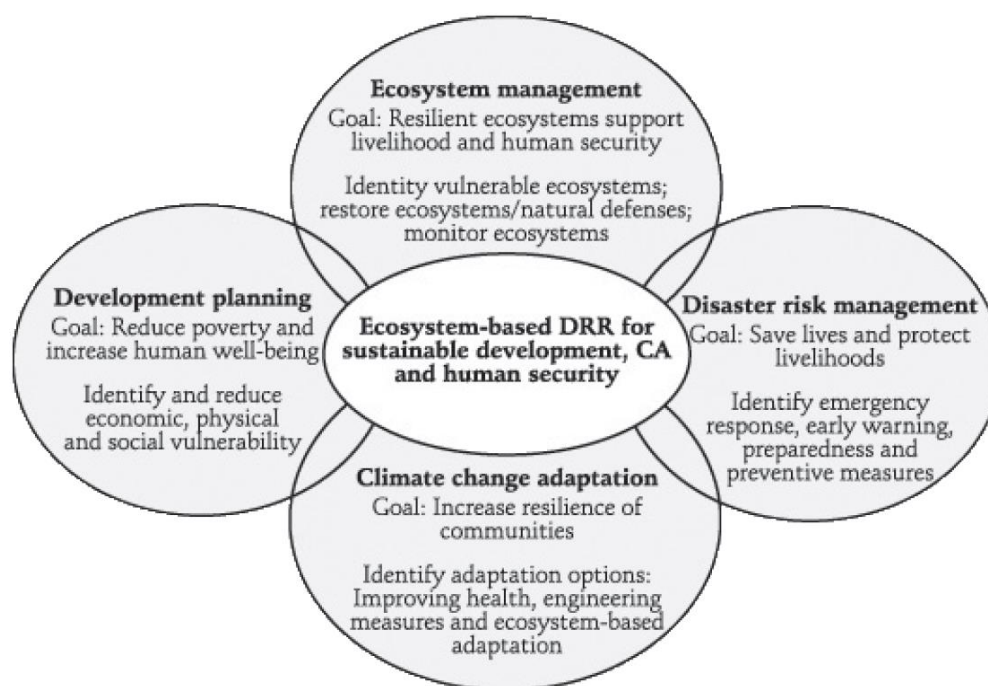 Ecosystem management
Goal: Resilient ecosystems support
livelihood and human security
Identity vulnerable ecosystems;
restore ecosystems/natural defenses;
monitor ecosystems
Development planning
Goal: Reduce poverty and
increase human well-being
Identify and reduce
economic, physical
and social vulnerability
Ecosystem-based DRR for
sustainable development, CA
and human security
Disaster risk management
Goal: Save lives and protect
livelihoods
Identify emergency
response, early warning,
preparedness and
preventive measures
Climate change adaptation
Goal: Increase resilience of
communities
Identify adaptation options:
Improving health, engineering
measures and ecosystem-based
adaptation